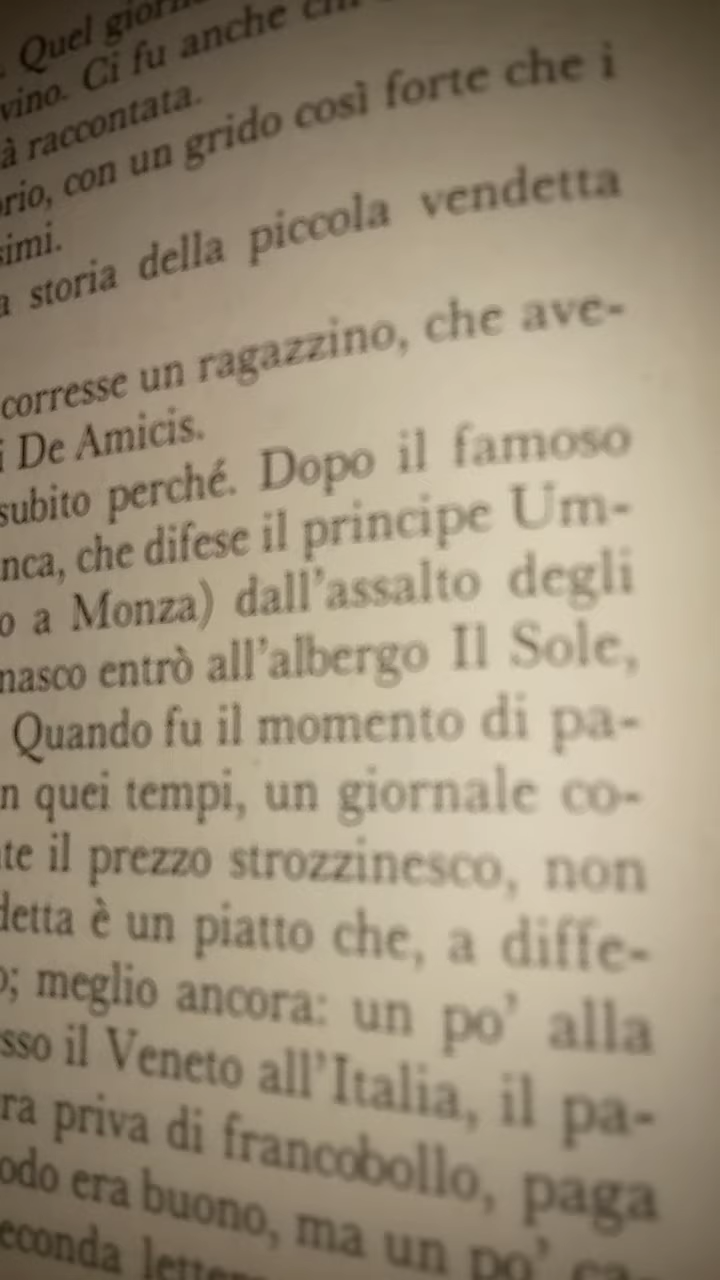 . Quel giorn
vino. Ci fu anche
à raccontata.
rio, con un grido così forte che i
simi.
a storia della piccola vendetta
corresse un ragazzino, che ave-
i De Amicis.
subito perché. Dopo il famoso
nca, che difese il principe Um-
o a Monza) dall'assalto degli
nasco entrò all'albergo Il Sole,
Quando fu il momento di pa-
n quei tempi, un giornale co-
te il prezzo strozzinesco, non
detta è un piatto che, a diffe-
o; meglio ancora: un po' alla
sso il Veneto all'Italia, il pa-
ra priva di francobollo, paga
odo era buono, ma un po' ca-
econda lettera